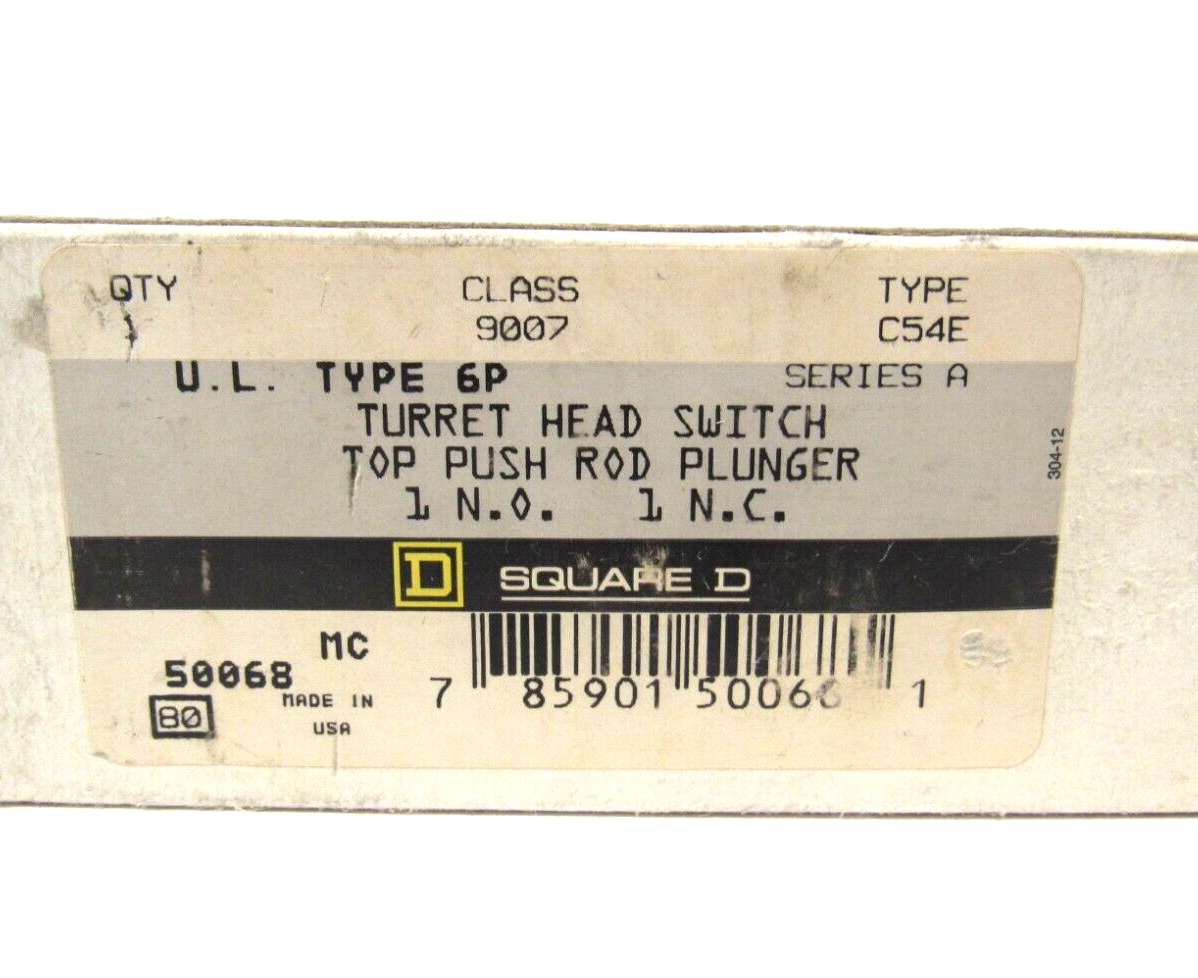 QTY CLASS TYPE
1 9007 C54E
U.L. TYPE 6P SERIES A
TURRET HEAD SWITCH
TOP PUSH ROD PLUNGER
1 N.O. 1 N.C.
304-12
D SQUARE D
MC
50068
80
MADE IN
USA
7 85901 50068 1